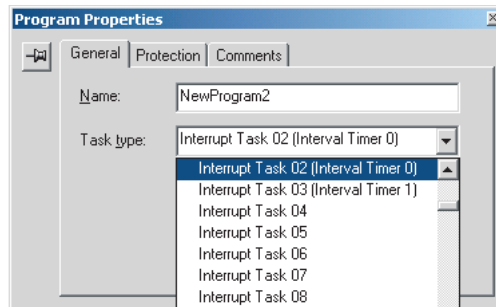 Program Properties
General Protection Comments
Name: NewProgram2
Task type: Interrupt Task 02 (Interval Timer 0)
Interrupt Task 02 (Interval Timer 0)
Interrupt Task 03 (Interval Timer 1)
Interrupt Task 04
Interrupt Task 05
Interrupt Task 06
Interrupt Task 07
Interrupt Task 08